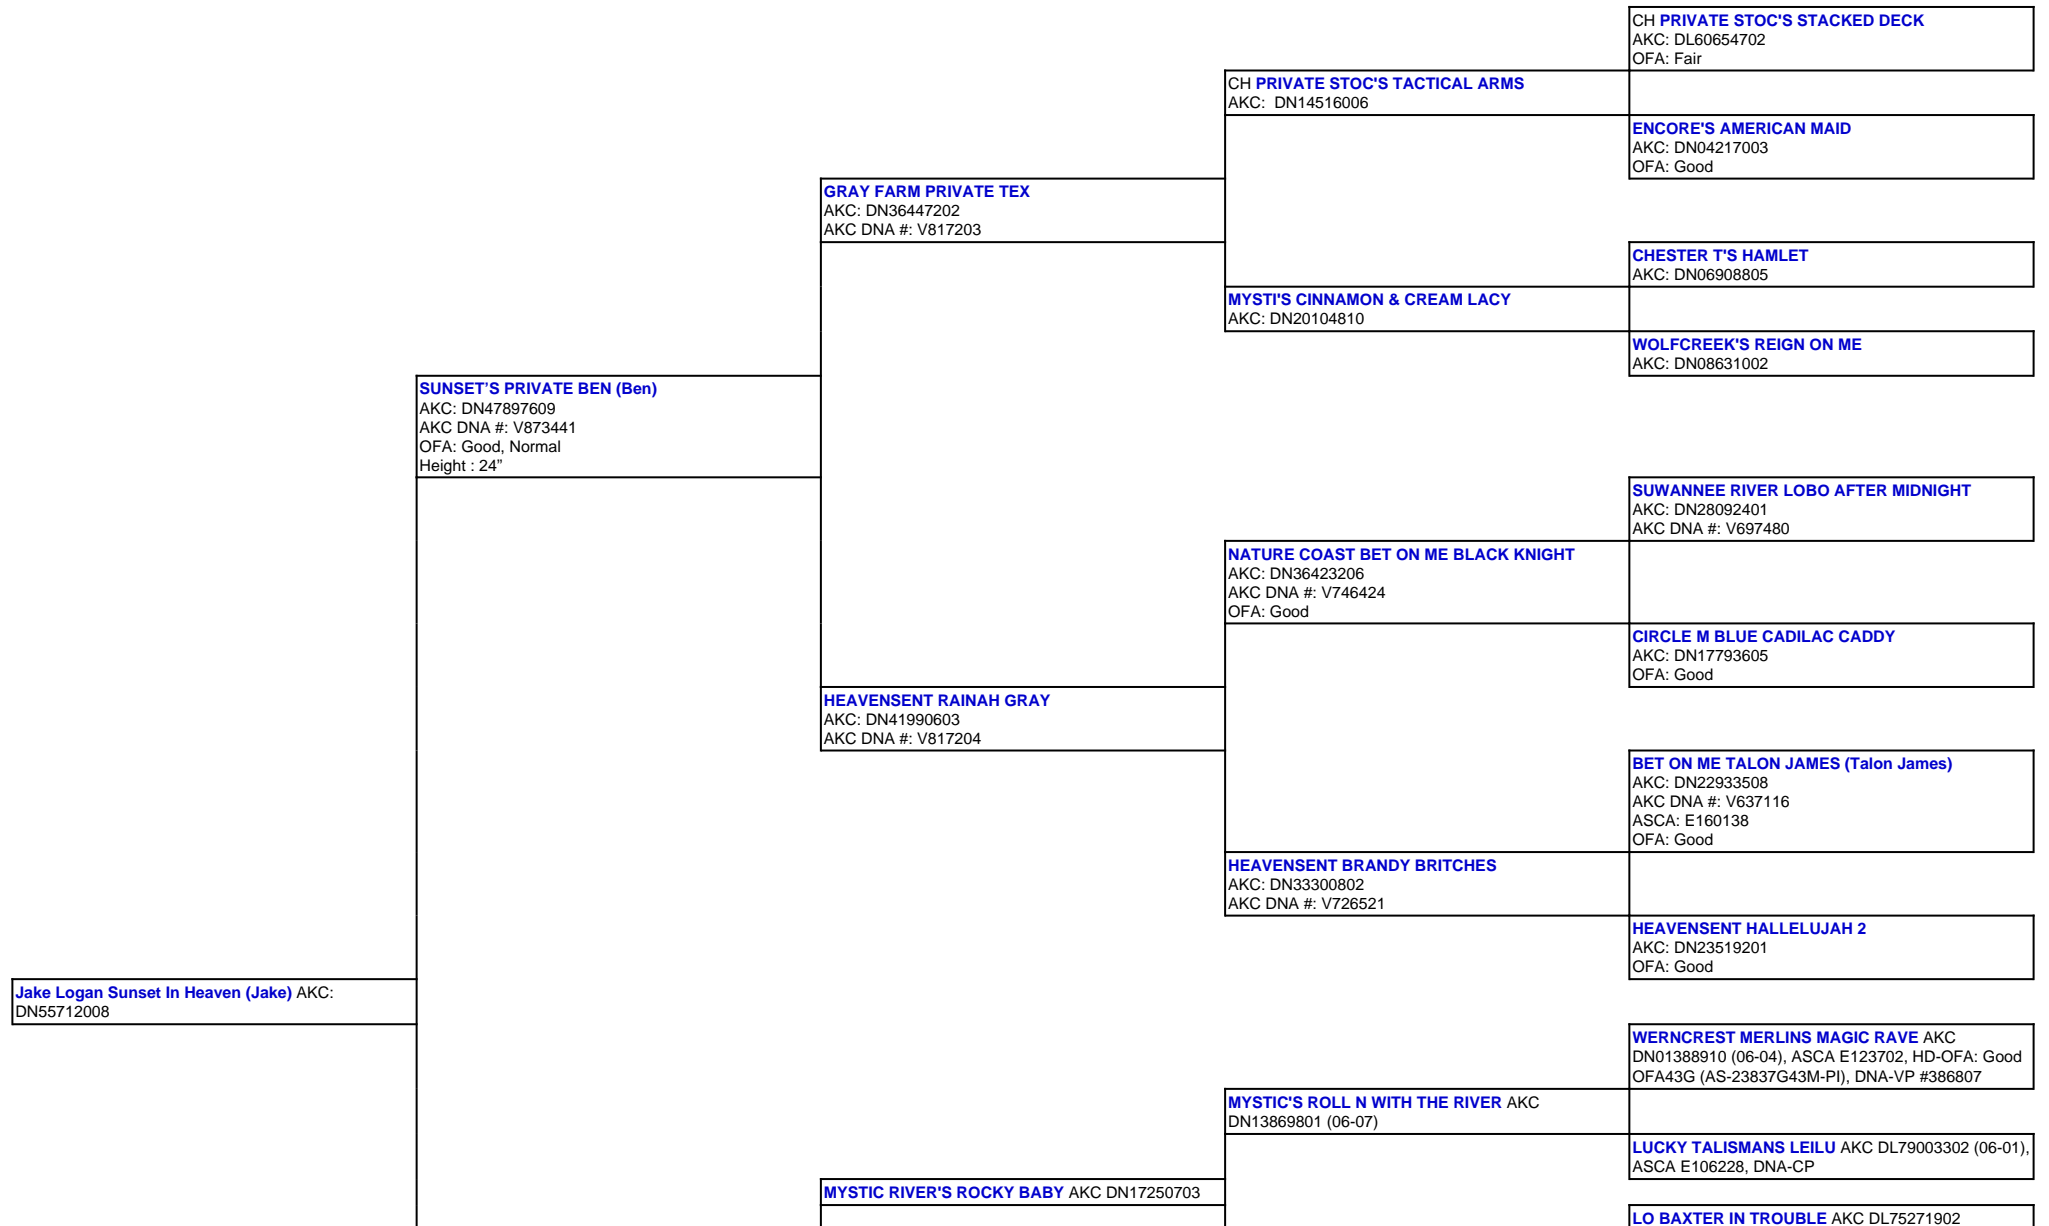 CH PRIVATE STOC'S STACKED DECK
AKC: DL60654702
OFA: Fair
CH PRIVATE STOC'S TACTICAL ARMS
AKC:  DN14516006
ENCORE'S AMERICAN MAID
AKC: DN04217003
OFA: Good
GRAY FARM PRIVATE TEX
AKC: DN36447202
AKC DNA #: V817203
CHESTER T'S HAMLET
AKC: DN06908805
MYSTI'S CINNAMON & CREAM LACY
AKC: DN20104810
WOLFCREEK'S REIGN ON ME
AKC: DN08631002
SUNSET’S PRIVATE BEN (Ben)
AKC: DN47897609
AKC DNA #: V873441
OFA: Good, Normal
Height : 24”
SUWANNEE RIVER LOBO AFTER MIDNIGHT
AKC: DN28092401
AKC DNA #: V697480
NATURE COAST BET ON ME BLACK KNIGHT
AKC: DN36423206
AKC DNA #: V746424
OFA: Good
CIRCLE M BLUE CADILAC CADDY
AKC: DN17793605
OFA: Good
HEAVENSENT RAINAH GRAY
AKC: DN41990603
AKC DNA #: V817204
BET ON ME TALON JAMES (Talon James)
AKC: DN22933508
AKC DNA #: V637116
ASCA: E160138
OFA: Good
HEAVENSENT BRANDY BRITCHES
AKC: DN33300802
AKC DNA #: V726521
HEAVENSENT HALLELUJAH 2
AKC: DN23519201
OFA: Good
Jake Logan Sunset In Heaven (Jake) AKC:
DN55712008
WERNCREST MERLINS MAGIC RAVE AKC
DN01388910 (06-04), ASCA E123702, HD-OFA: Good
OFA43G (AS-23837G43M-PI), DNA-VP #386807
MYSTIC'S ROLL N WITH THE RIVER AKC
DN13869801 (06-07)
LUCKY TALISMANS LEILU AKC DL79003302 (06-01),
ASCA E106228, DNA-CP
MYSTIC RIVER'S ROCKY BABY AKC DN17250703
LO BAXTER IN TROUBLE AKC DL75271902